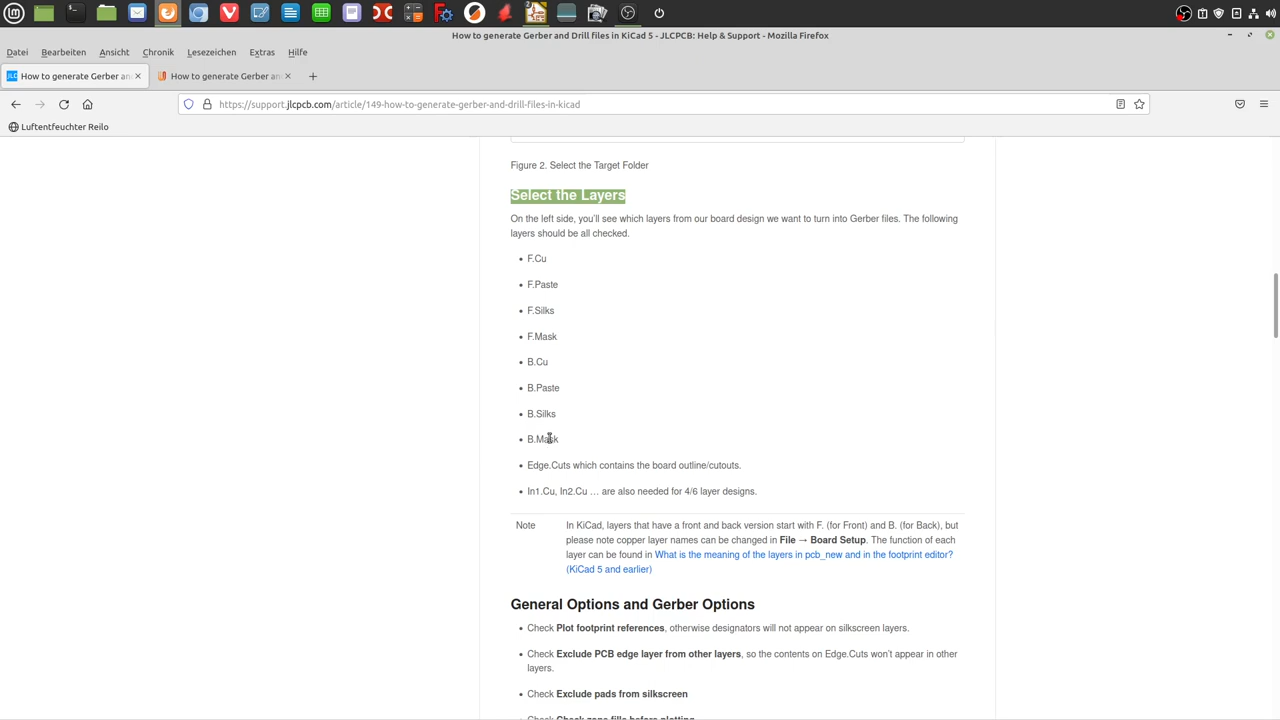 How to generate Gerber and Drill files in KiCad 5 - JLCPCB: Help & Support - Mozilla Firefox
Datei Bearbeiten Ansicht Chronik Lesezeichen Extras Hilfe
JLC How to generate Gerber an × How to generate Gerber an × +
https://support.jlcpcb.com/article/149-how-to-generate-gerber-and-drill-files-in-kicad
Luftentfeuchter Reilo
Figure 2. Select the Target Folder
Select the Layers
On the left side, you'll see which layers from our board design we want to turn into Gerber files. The following
layers should be all checked.
• F.Cu
• F.Paste
• F.Silks
• F.Mask
• B.Cu
• B.Paste
• B.Silks
• B.Mask
• Edge.Cuts which contains the board outline/cutouts.
• In1.Cu, In2.Cu … are also needed for 4/6 layer designs.
Note In KiCad, layers that have a front and back version start with F. (for Front) and B. (for Back), but
please note copper layer names can be changed in File → Board Setup. The function of each
layer can be found in What is the meaning of the layers in pcb_new and in the footprint editor?
(KiCad 5 and earlier)
General Options and Gerber Options
• Check Plot footprint references, otherwise designators will not appear on silkscreen layers.
• Check Exclude PCB edge layer from other layers, so the contents on Edge.Cuts won't appear in other
layers.
• Check Exclude pads from silkscreen
• Check Check zone fills before plotting